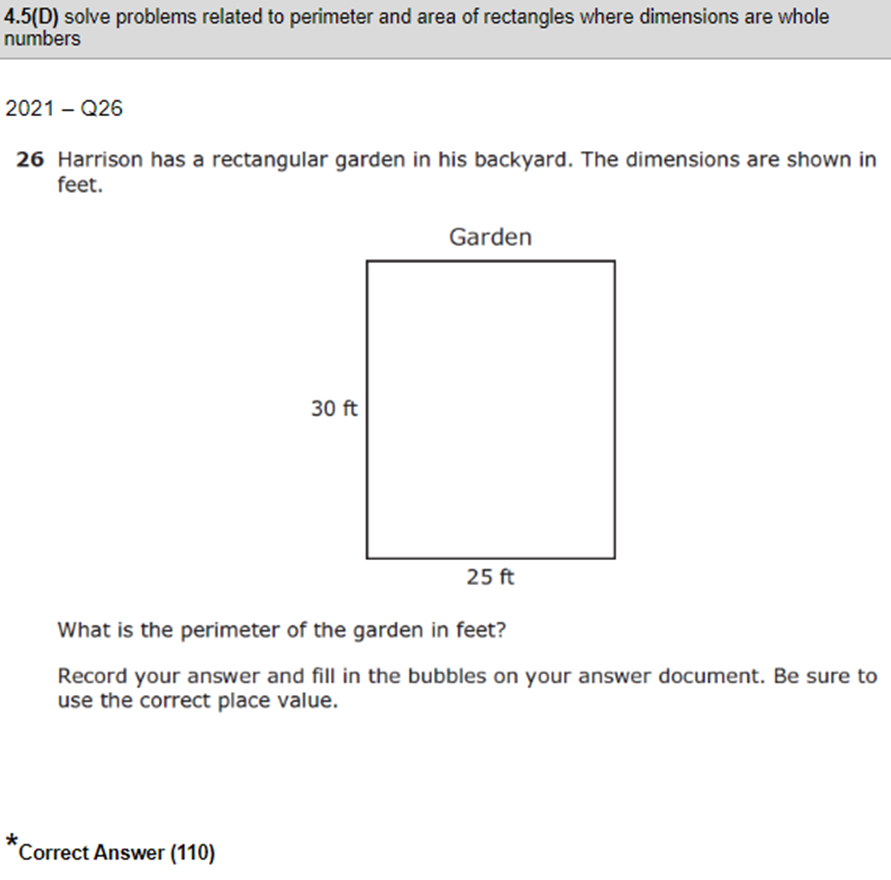 4.5(D) solve problems related to perimeter and area of rectangles where dimensions are whole
numbers
2021 – Q26
26 Harrison has a rectangular garden in his backyard. The dimensions are shown in
feet.
Garden
30 ft
25 ft
What is the perimeter of the garden in feet?
Record your answer and fill in the bubbles on your answer document. Be sure to
use the correct place value.
*Correct Answer (110)